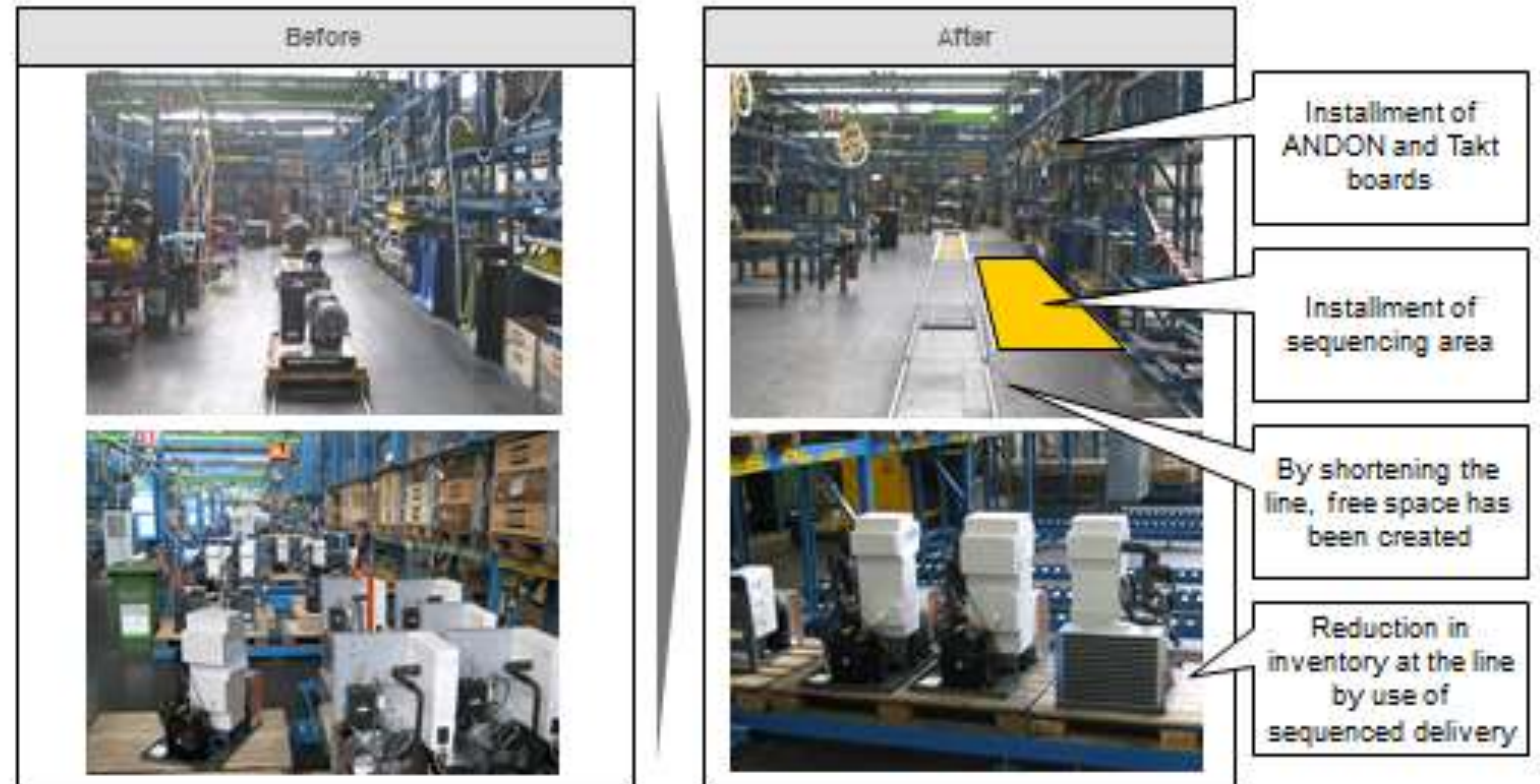 Before
After
Installment of
ANDON and Takt
boards
Installment of
sequencing area
By shortening the
line, free space has
been created
Reduction in
inventory at the line
by use of
sequenced delivery